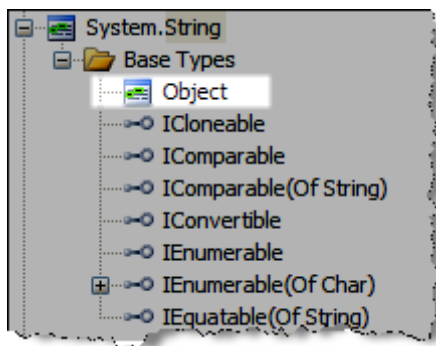 System.String
Base Types
Object
ICloneable
IComparable
IComparable(Of String)
IConvertible
IEnumerable
IEnumerable(Of Char)
IEquatable(Of String)